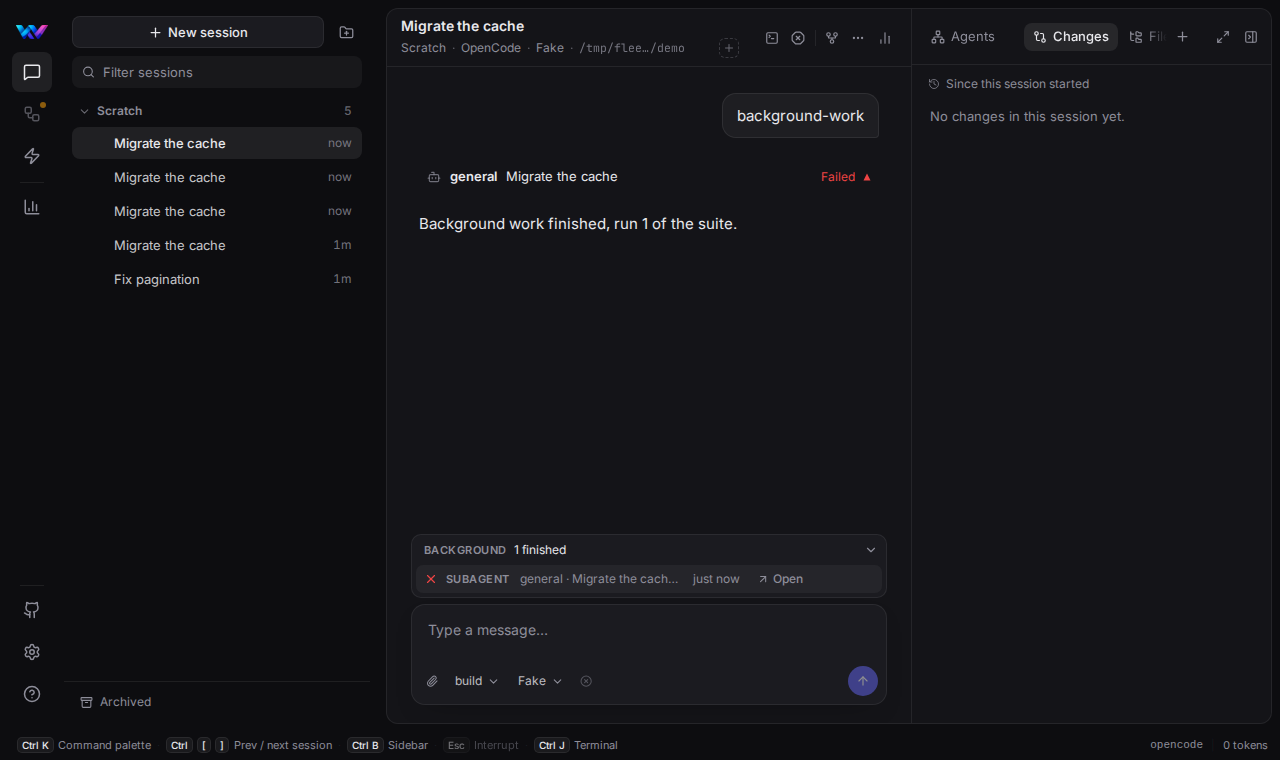 New session
Filter sessions
Scratch 5
Migrate the cache now
Migrate the cache now
Migrate the cache now
Migrate the cache 1m
Fix pagination 1m
Archived
Migrate the cache
Scratch · OpenCode · Fake · /tmp/flee…/demo
background-work
general Migrate the cache Failed
Background work finished, run 1 of the suite.
BACKGROUND 1 finished
SUBAGENT general · Migrate the cach… just now Open
Type a message...
build Fake
Agents Changes
Since this session started
No changes in this session yet.
Ctrl K Command palette Ctrl [ ] Prev / next session Ctrl B Sidebar Esc Interrupt Ctrl J Terminal opencode 0 tokens